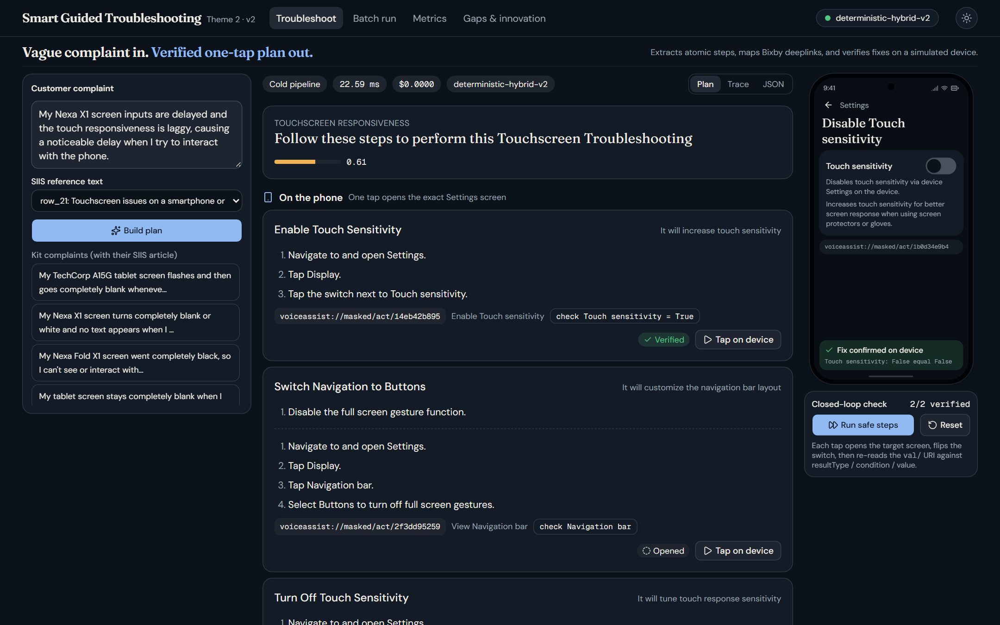 Smart Guided Troubleshooting Theme 2 · v2
Troubleshoot
Batch run
Metrics
Gaps & innovation
deterministic-hybrid-v2
Vague complaint in. Verified one-tap plan out.
Extracts atomic steps, maps Bixby deeplinks, and verifies fixes on a simulated device.
Customer complaint
My Nexa X1 screen inputs are delayed and
the touch responsiveness is laggy, causing
a noticeable delay when I try to interact
with the phone.
SIIS reference text
row_21: Touchscreen issues on a smartphone or
Build plan
Kit complaints (with their SIIS article)
My TechCorp A15G tablet screen flashes and then
goes completely blank wheneve...
My Nexa X1 screen turns completely blank or
white and no text appears when I ...
My Nexa Fold X1 screen went completely black, so
I can't see or interact with...
My tablet screen stays completely blank when I
Cold pipeline
22.59 ms
$0.0000
deterministic-hybrid-v2
Plan
Trace
JSON
TOUCHSCREEN RESPONSIVENESS
Follow these steps to perform this Touchscreen Troubleshooting
0.61
On the phone One tap opens the exact Settings screen
Enable Touch Sensitivity
It will increase touch sensitivity
1. Navigate to and open Settings.
2. Tap Display.
3. Tap the switch next to Touch sensitivity.
voiceassist://masked/act/14eb42b895 Enable Touch sensitivity check Touch sensitivity = True
Verified
Tap on device
Switch Navigation to Buttons
It will customize the navigation bar layout
1. Disable the full screen gesture function.
1. Navigate to and open Settings.
2. Tap Display.
3. Tap Navigation bar.
4. Select Buttons to turn off full screen gestures.
voiceassist://masked/act/2f3dd95259 View Navigation bar check Navigation bar
Opened
Tap on device
Turn Off Touch Sensitivity
It will tune touch response sensitivity
1. Navigate to and open Settings.
9:41
Settings
Disable Touch
sensitivity
Touch sensitivity
Disables touch sensitivity via device
Settings on the device.
Increases touch sensitivity for better
screen response when using screen
protectors or gloves.
voiceassist://masked/act/1b0d34e9b4
Fix confirmed on device
Touch sensitivity: False equal False
Closed-loop check
2/2 verified
Run safe steps
Reset
Each tap opens the target screen, flips the
switch, then re-reads the val/ URI against
resultType / condition / value.